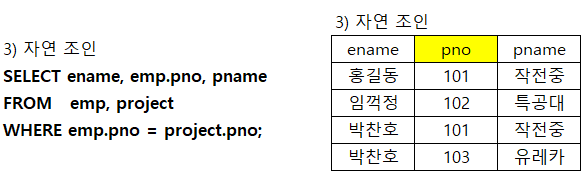 3) 자연 조인
SELECT ename, emp.pno, pname
FROM emp, project
WHERE emp.pno = project.pno;
3) 자연 조인
ename pno pname
홍길동 101 작전중
임꺽정 102 특공대
박찬호 101 작전중
박찬호 103 유레카